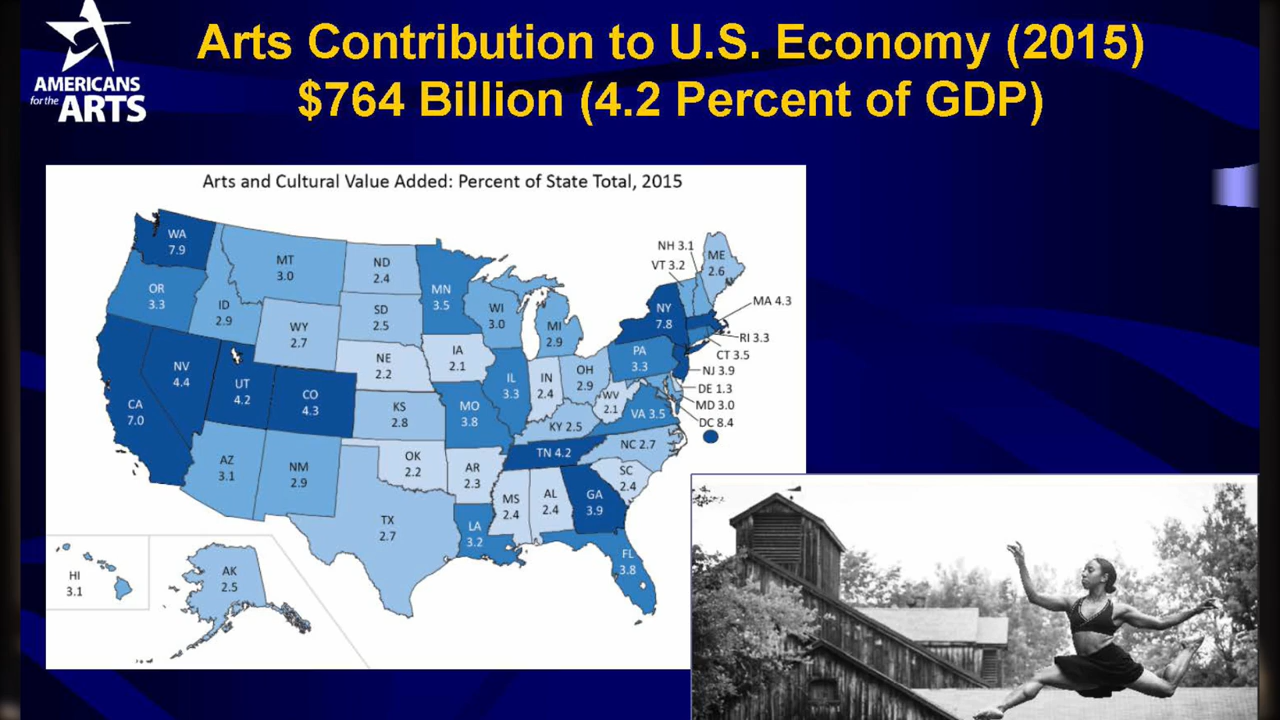 AMERICANS
for the
ARTS
Arts Contribution to U.S. Economy (2015)
$764 Billion (4.2 Percent of GDP)
Arts and Cultural Value Added: Percent of State Total, 2015
WA
7.9
OR
3.3
CA
7.0
NV
4.4
ID
2.9
MT
3.0
WY
2.7
UT
4.2
CO
4.3
AZ
3.1
NM
2.9
ND
2.4
SD
2.5
NE
2.2
KS
2.8
OK
2.2
TX
2.7
MN
3.5
IA
2.1
MO
3.8
AR
2.3
LA
3.2
WI
3.0
IL
3.3
MI
2.9
IN
2.4
OH
2.9
WV
2.1
KY 2.5
TN 4.2
MS
2.4
AL
2.4
GA
3.9
FL
3.8
SC
2.4
NC 2.7
VA 3.5
PA
3.3
NY
7.8
NH 3.1
VT 3.2
ME
2.6
MA 4.3
RI 3.3
CT 3.5
NJ 3.9
DE 1.3
MD 3.0
DC 8.4
HI
3.1
AK
2.5